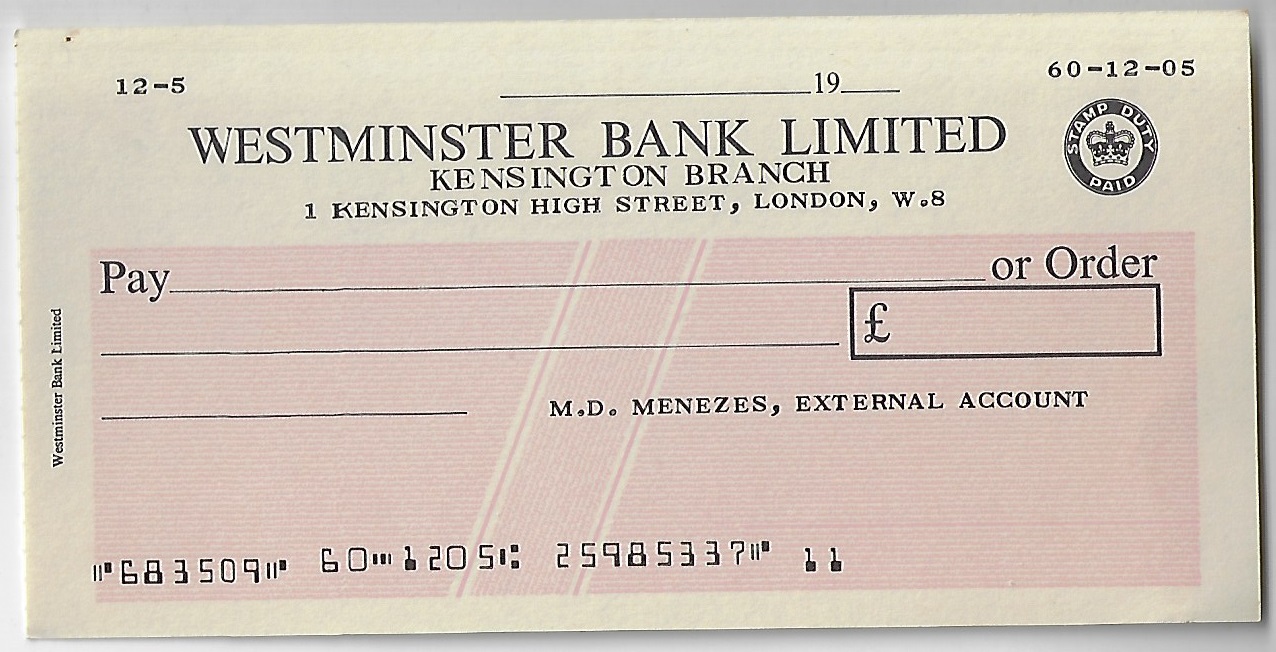 12-5
60-12-05
19
WESTMINSTER BANK LIMITED
KENSINGTON BRANCH
1 KENSINGTON HIGH STREET, LONDON, W.8
STAMP DUTY
PAID
Pay or Order
£
M.D. MENEZES, EXTERNAL ACCOUNT
Westminster Bank Limited
⑈683509⑈ 60⑉1205⑆ 25985337⑈ 11